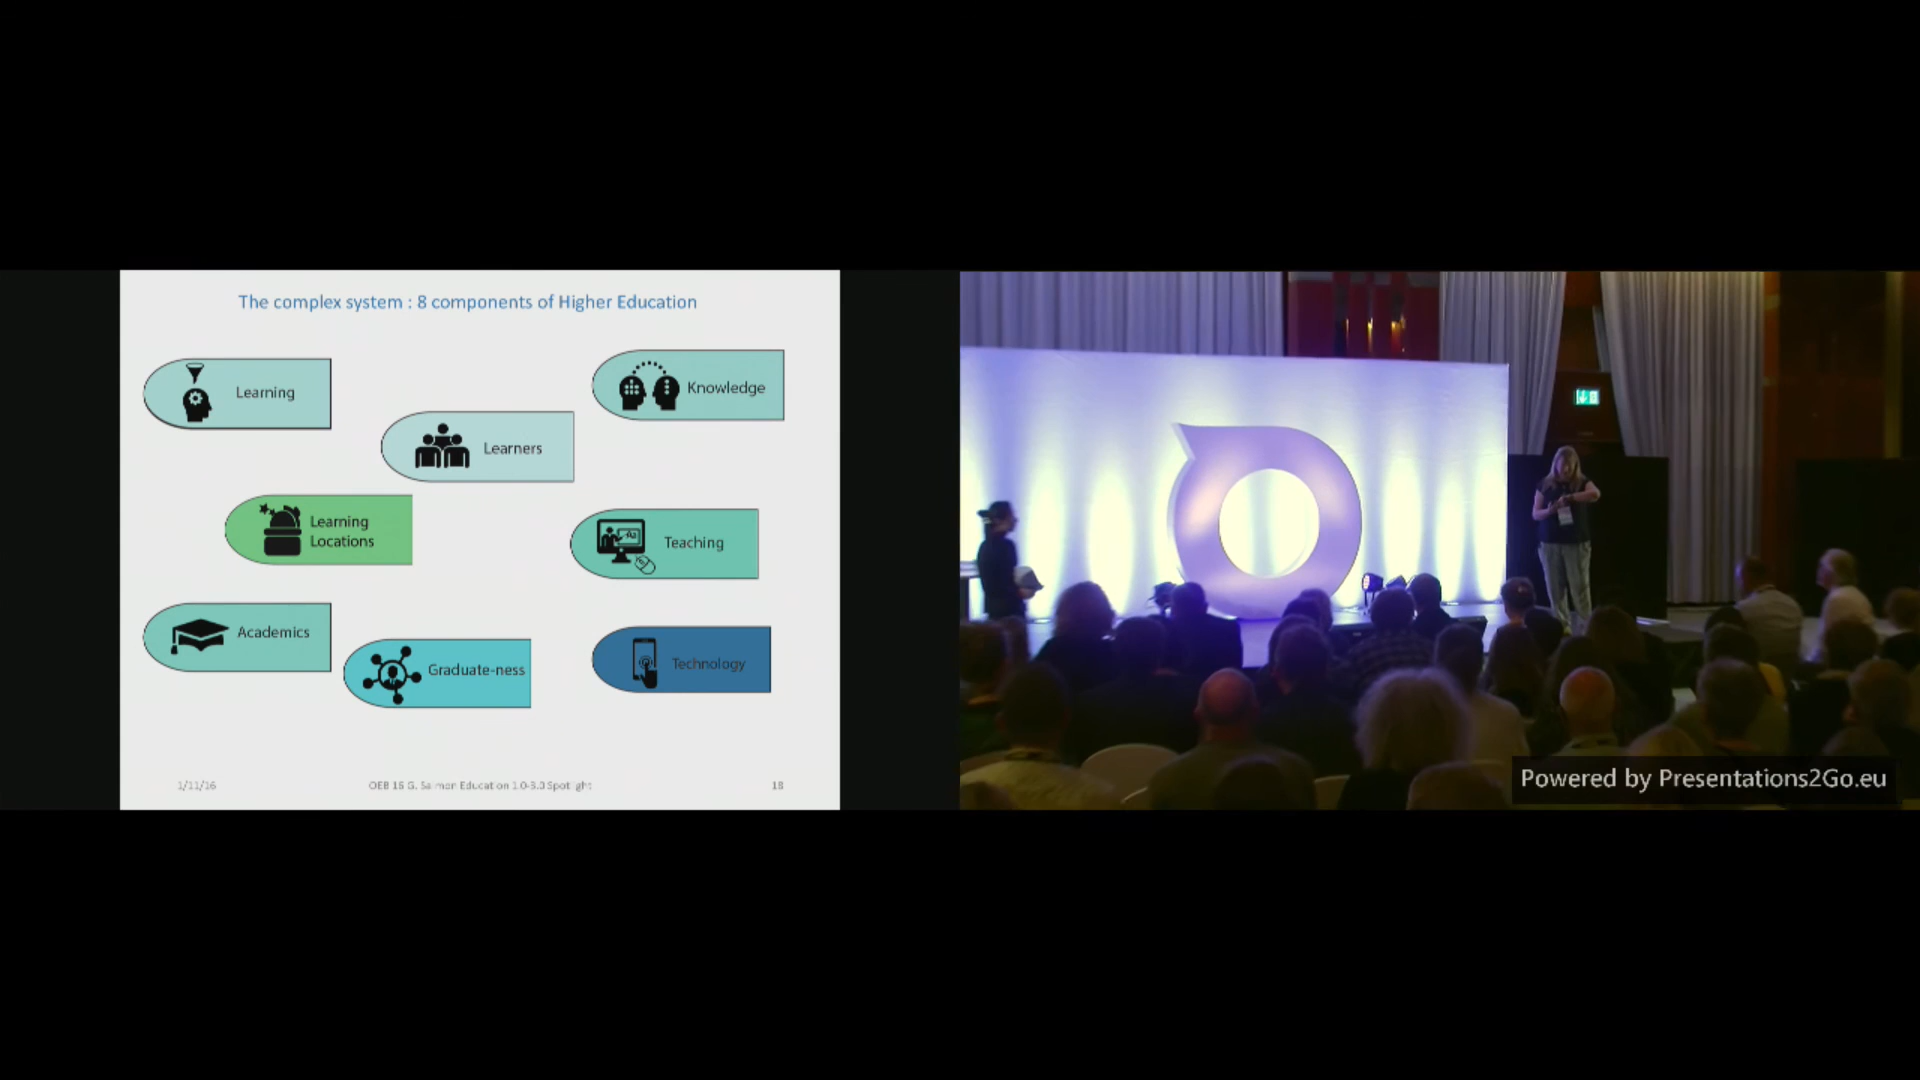 The complex system : 8 components of Higher Education
Learning
Knowledge
Learners
Learning
Locations
Teaching
Academics
Graduate-ness
Technology
1/11/16
OEB 16 G. Salmon Education 1.0-3.0 Spotlight
18
Powered by Presentations2Go.eu